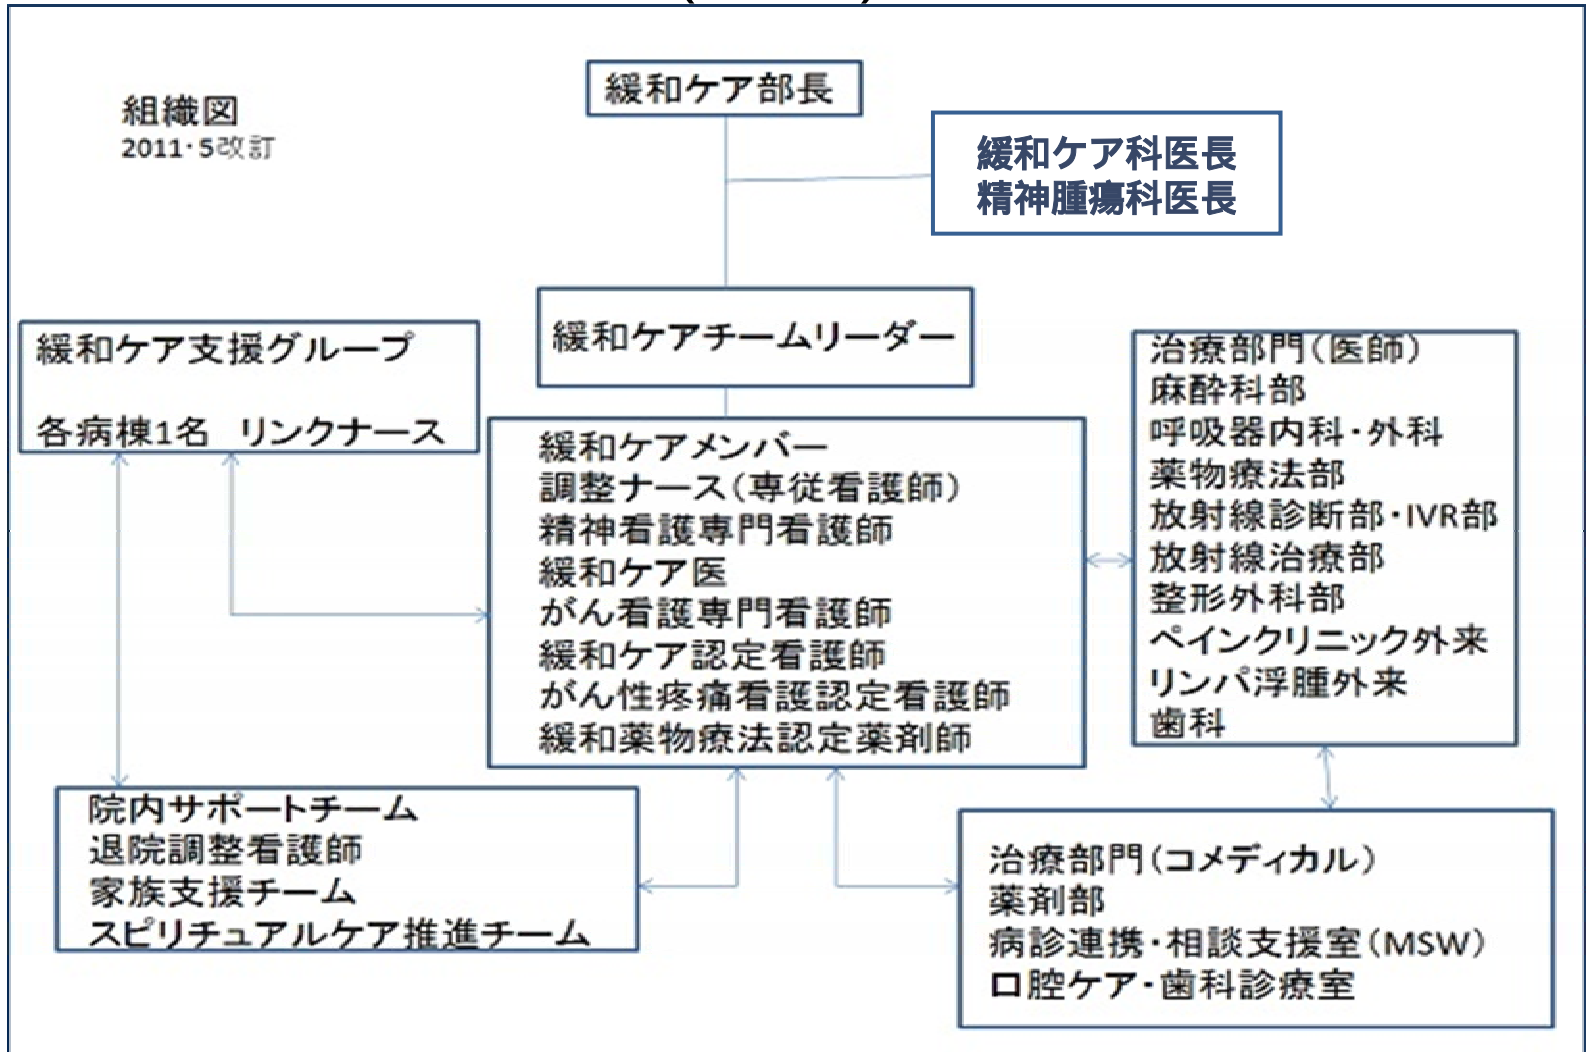 組織図
2011・5改訂
緩和ケア部長
緩和ケア科医長
精神腫瘍科医長
緩和ケアチームリーダー
緩和ケア支援グループ
各病棟1名　リンクナース
緩和ケアメンバー
調整ナース(専従看護師)
精神看護専門看護師
緩和ケア医
がん看護専門看護師
緩和ケア認定看護師
がん性疼痛看護認定看護師
緩和薬物療法認定薬剤師
治療部門(医師)
麻酔科部
呼吸器内科・外科
薬物療法部
放射線診断部・IVR部
放射線治療部
整形外科部
ペインクリニック外来
リンパ浮腫外来
歯科
院内サポートチーム
退院調整看護師
家族支援チーム
スピリチュアルケア推進チーム
治療部門(コメディカル)
薬剤部
病診連携・相談支援室(MSW)
口腔ケア・歯科診療室